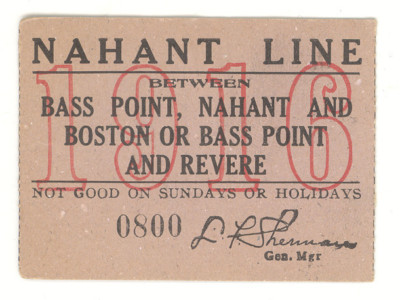 NAHANT LINE
1916
BETWEEN
BASS POINT, NAHANT AND
BOSTON OR BASS POINT
AND REVERE
NOT GOOD ON SUNDAYS OR HOLIDAYS
0800 Sherman
Gen. Mgr